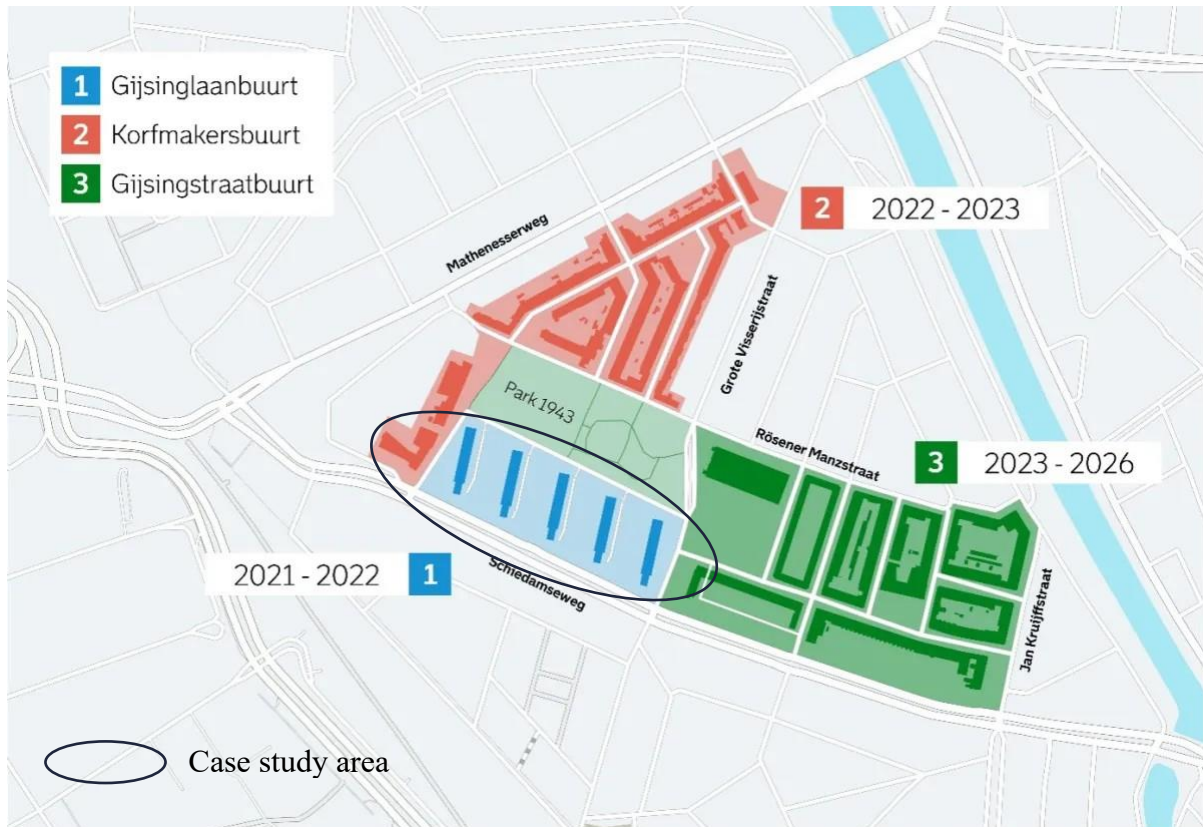 1 Gijsinglaanbuurt
2 Korfmakersbuurt
3 Gijsingstraatbuurt
2 2022 - 2023
Mathenesserweg
Grote Visserijstraat
Park 1943
Rösener Manzstraat
3 2023 - 2026
2021 - 2022 1
Schiedamseweg
Jan Kruijffstraat
Case study area